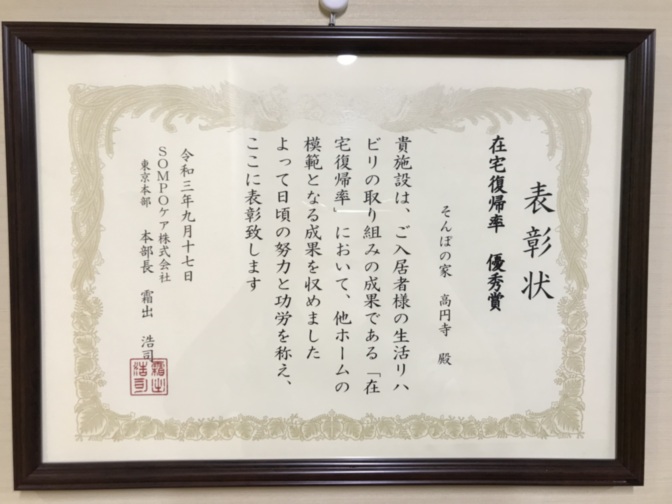 表彰状
在宅復帰率 優秀賞
そんぽの家 高円寺 殿
貴施設は、ご入居者様の生活リハ
ビリの取り組みの成果である「在
宅復帰率」において、他ホームの
模範となる成果を収めました
よって日頃の努力と功労を称え、
ここに表彰致します
令和三年九月十七日
SOMPOケア株式会社
東京本部 本部長 霜出 浩司
霜出
浩司